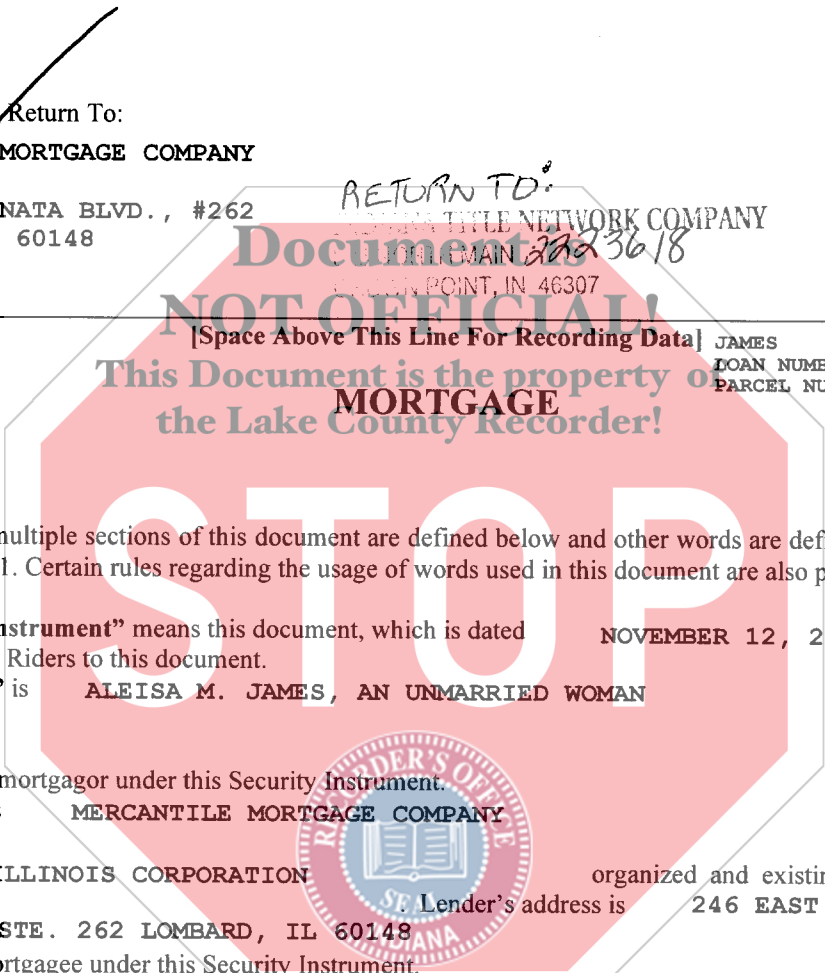 Return To:
MORTGAGE COMPANY
RETURN TO:
NATA BLVD., #262
TITLE NETWORK COMPANY
60148
2223618
POINT, IN 46307
Document is
NOT OFFICIAL!
This Document is the property of
the Lake County Recorder!
[Space Above This Line For Recording Data]
JAMES
LOAN NUMB
PARCEL NU
MORTGAGE
STOP
multiple sections of this document are defined below and other words are defi
1. Certain rules regarding the usage of words used in this document are also p
nstrument” means this document, which is dated NOVEMBER 12, 2
Riders to this document.
” is ALEISA M. JAMES, AN UNMARRIED WOMAN
mortgagor under this Security Instrument.
MERCANTILE MORTGAGE COMPANY
ILLINOIS CORPORATION organized and existin
. Lender's address is 246 EAST
STE. 262 LOMBARD, IL 60148
ortgagee under this Security Instrument.
RECORDER'S OFFICE
SEAL
INDIANA